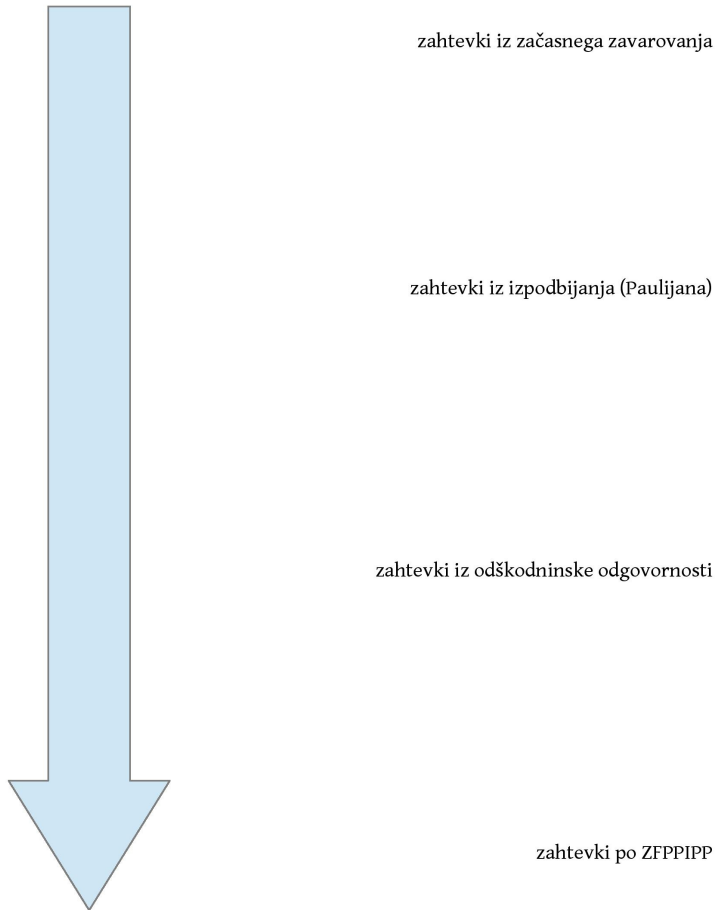 zahtevki iz začasnega zavarovanja
zahtevki iz izpodbijanja (Paulijana)
zahtevki iz odškodninske odgovornosti
zahtevki po ZFPPIPP